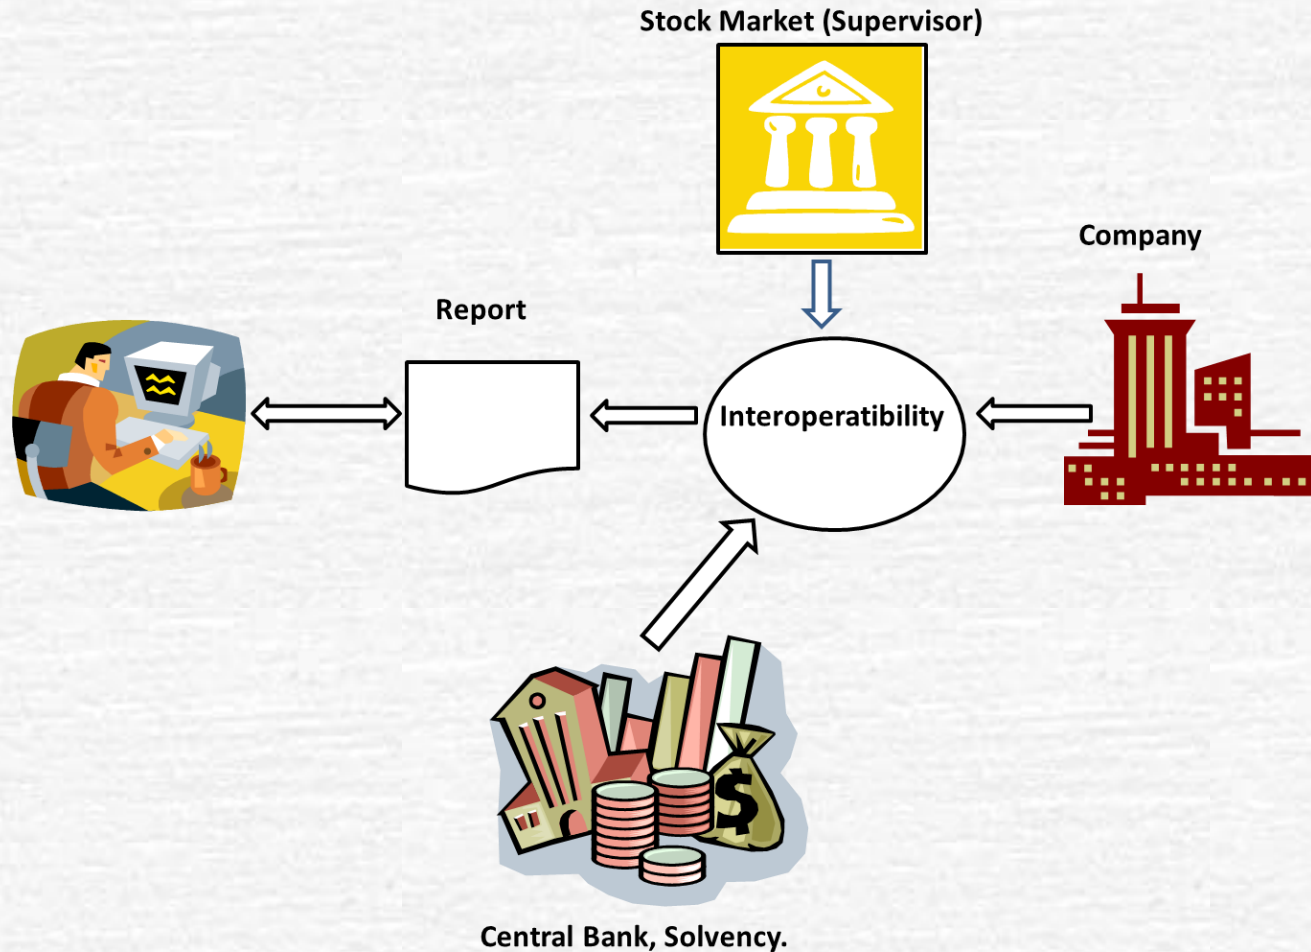 Stock Market (Supervisor)
Company
Report
Interoperatibility
$
Central Bank, Solvency.